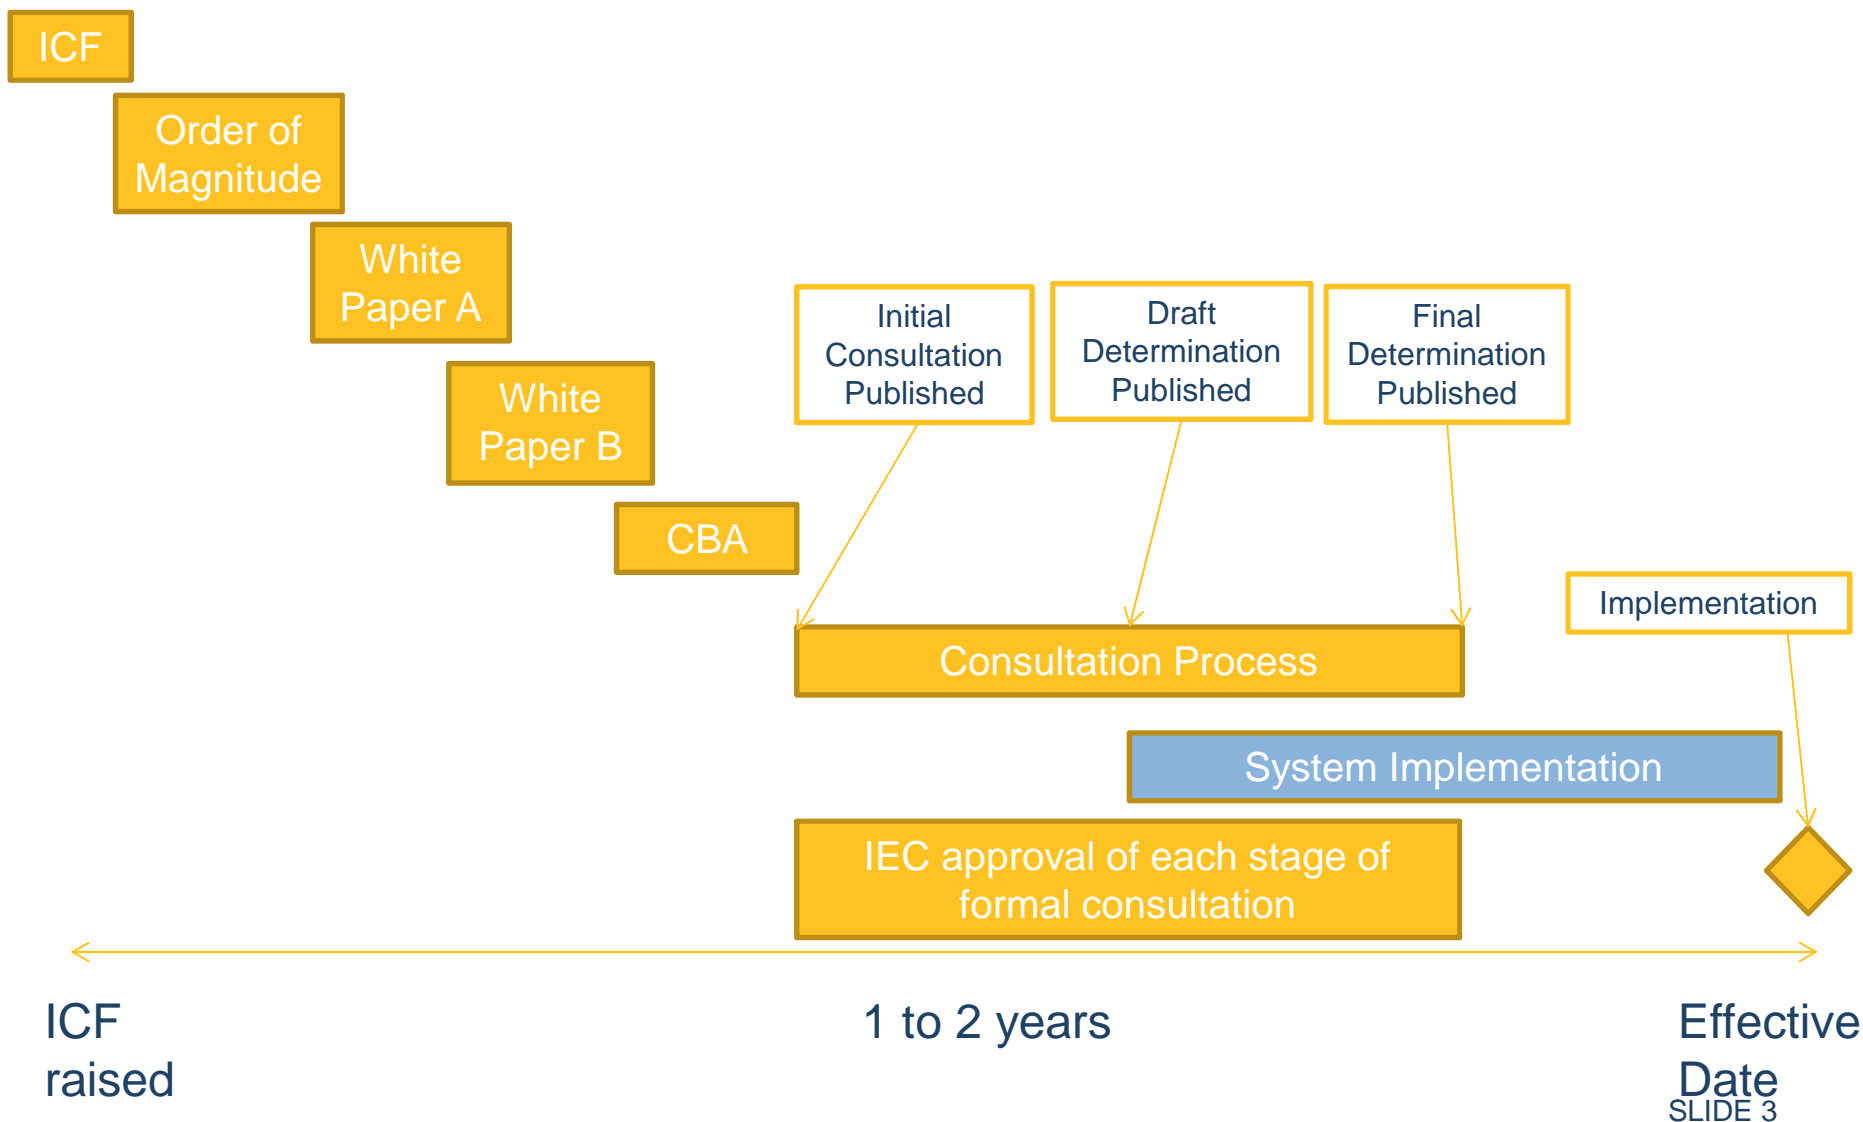 ICF
Order of
Magnitude
White
Paper A
White
Paper B
CBA
Initial
Consultation
Published
Draft
Determination
Published
Final
Determination
Published
Implementation
Consultation Process
System Implementation
IEC approval of each stage of
formal consultation
ICF
raised
1 to 2 years
Effective
Date
SLIDE 3